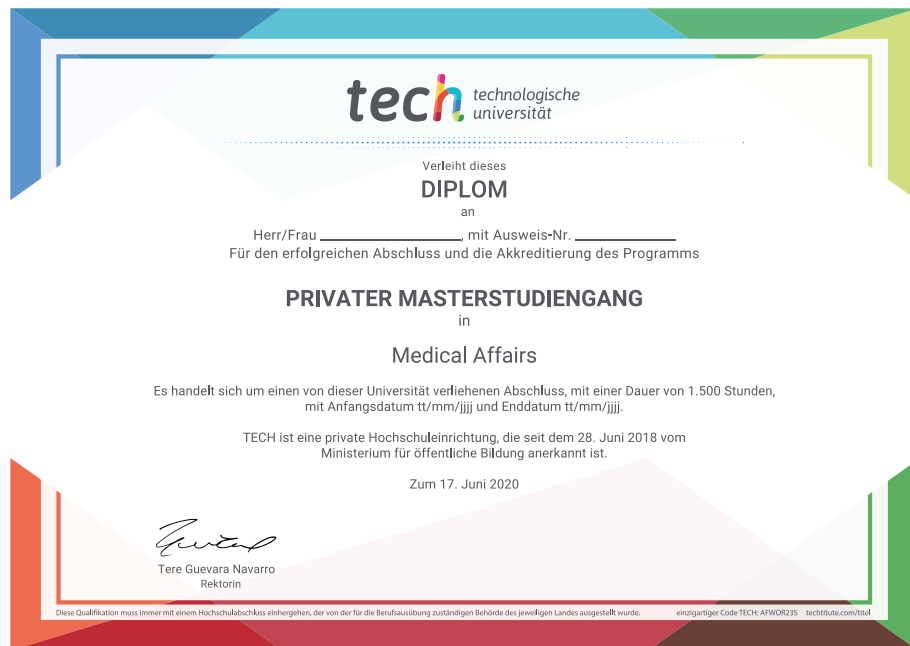 tech technologische
universität
Verleiht dieses
DIPLOM
an
Herr/Frau ____________, mit Ausweis-Nr. ____________
Für den erfolgreichen Abschluss und die Akkreditierung des Programms
PRIVATER MASTERSTUDIENGANG
in
Medical Affairs
Es handelt sich um einen von dieser Universität verliehenen Abschluss, mit einer Dauer von 1.500 Stunden,
mit Anfangsdatum tt/mm/jjjj und Enddatum tt/mm/jjjj.
TECH ist eine private Hochschuleinrichtung, die seit dem 28. Juni 2018 vom
Ministerium für öffentliche Bildung anerkannt ist.
Zum 17. Juni 2020
Tere Guevara Navarro
Rektorin
Diese Qualifikation muss immer mit einem Hochschulabschluss einhergehen, der von der für die Berufsausübung zuständigen Behörde des jeweiligen Landes ausgestellt wurde. einzigartiger Code TECH: AFWOR23S techtitute.com/titel